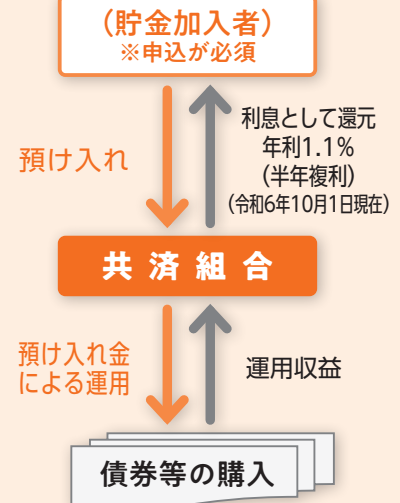 （貯金加入者）
※申込が必須
預け入れ
利息として還元
年利1.1%
（半年複利）
（令和6年10月1日現在）
共済組合
預け入れ金
による運用
運用収益
債券等の購入